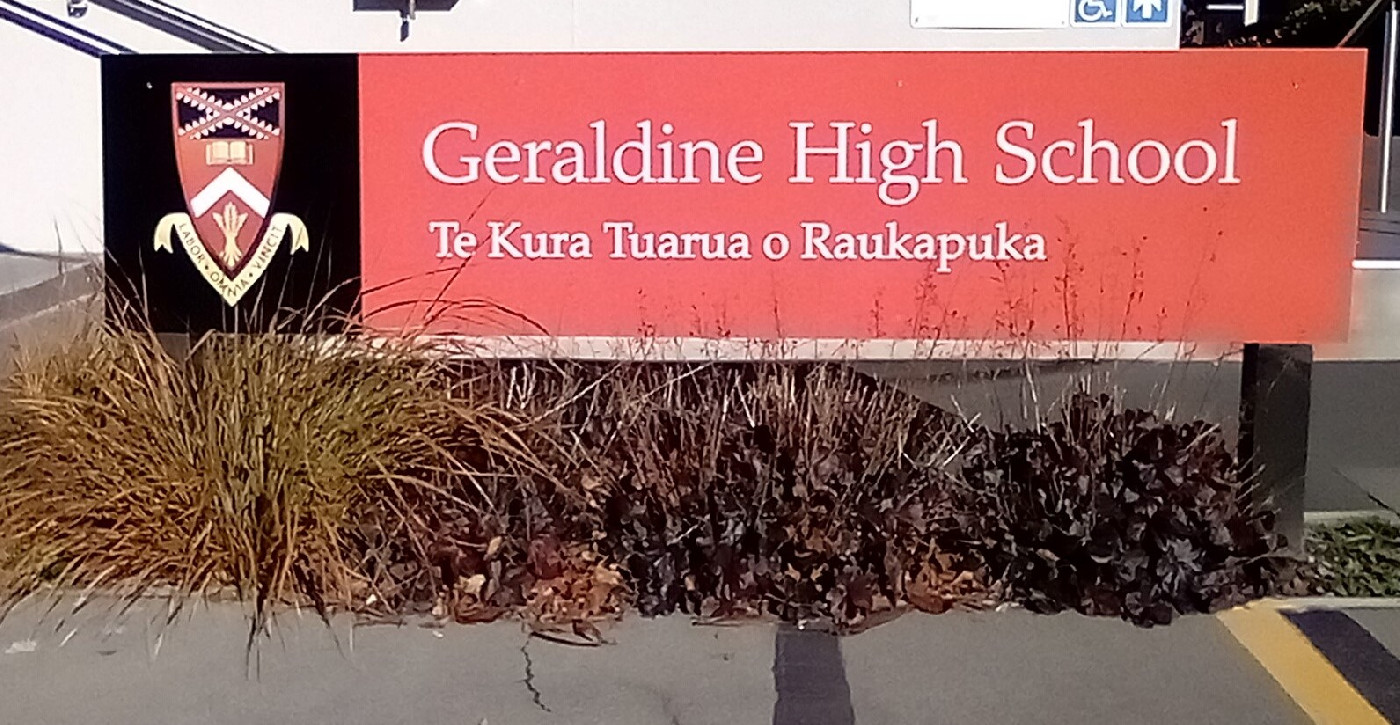 Geraldine High School
Te Kura Tuarua o Raukapuka
LABOR • OMNIA • VINCIT